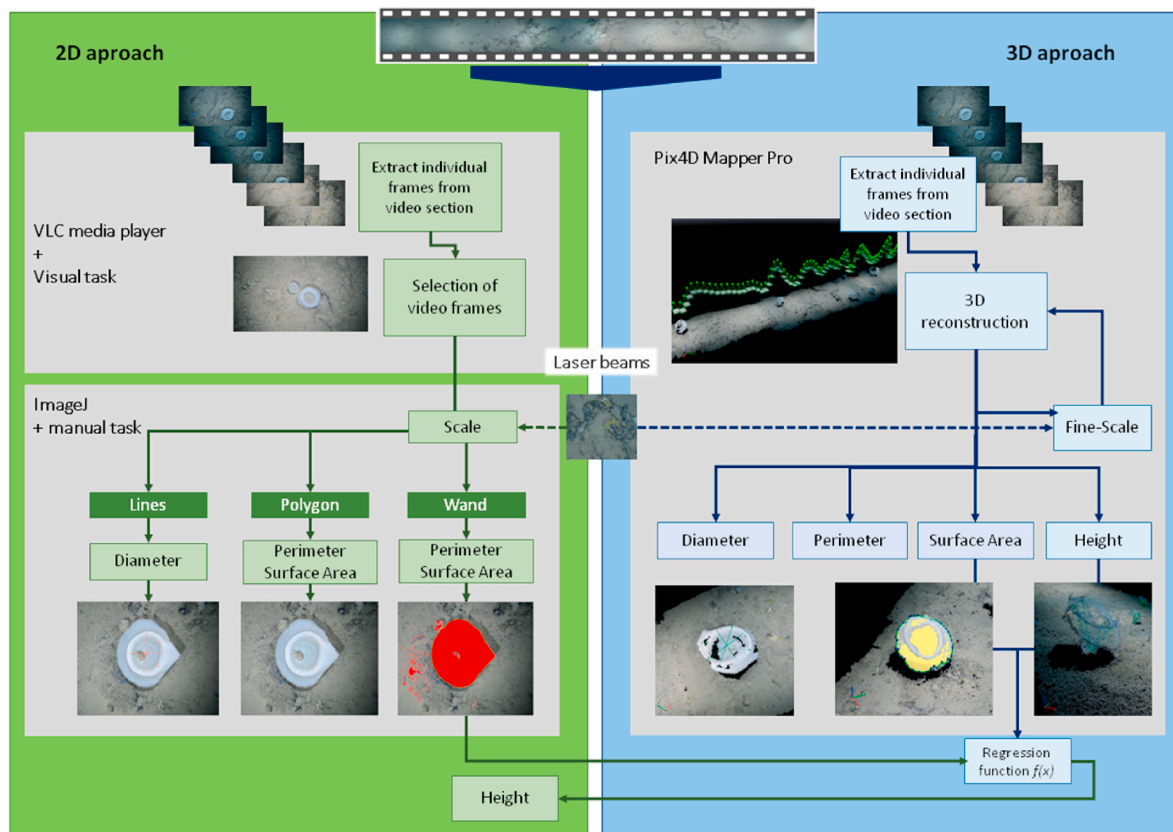 2D aproach
3D aproach
Extract individual
frames from
video section
VLC media player
+
Visual task
Selection of
video frames
Pix4D Mapper Pro
Extract individual
frames from
video section
3D
reconstruction
Laser beams
ImageJ
+ manual task
Scale
Fine-Scale
Lines
Polygon
Wand
Diameter
Perimeter
Surface Area
Perimeter
Surface Area
Diameter
Perimeter
Surface Area
Height
Regression
function f(x)
Height